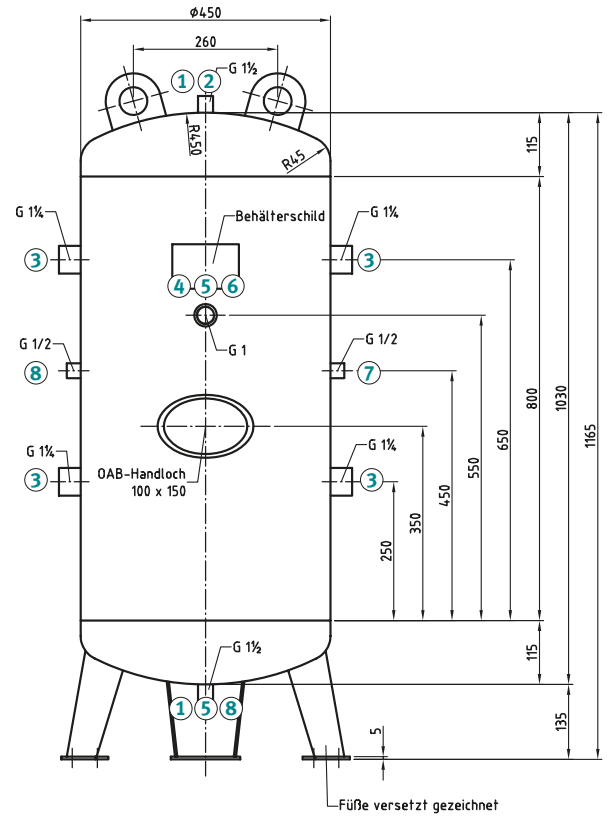 ø450
260
1
2
G 1½
R450
R45
115
G 1¼
Behälterschild
G 1¼
3
3
4
5
6
G 1/2
G 1
G 1/2
8
7
800
1030
1165
650
550
450
350
250
G 1¼
OAB-Handloch
100 x 150
G 1¼
3
3
G 1½
115
1
5
8
5
135
Füße versetzt gezeichnet